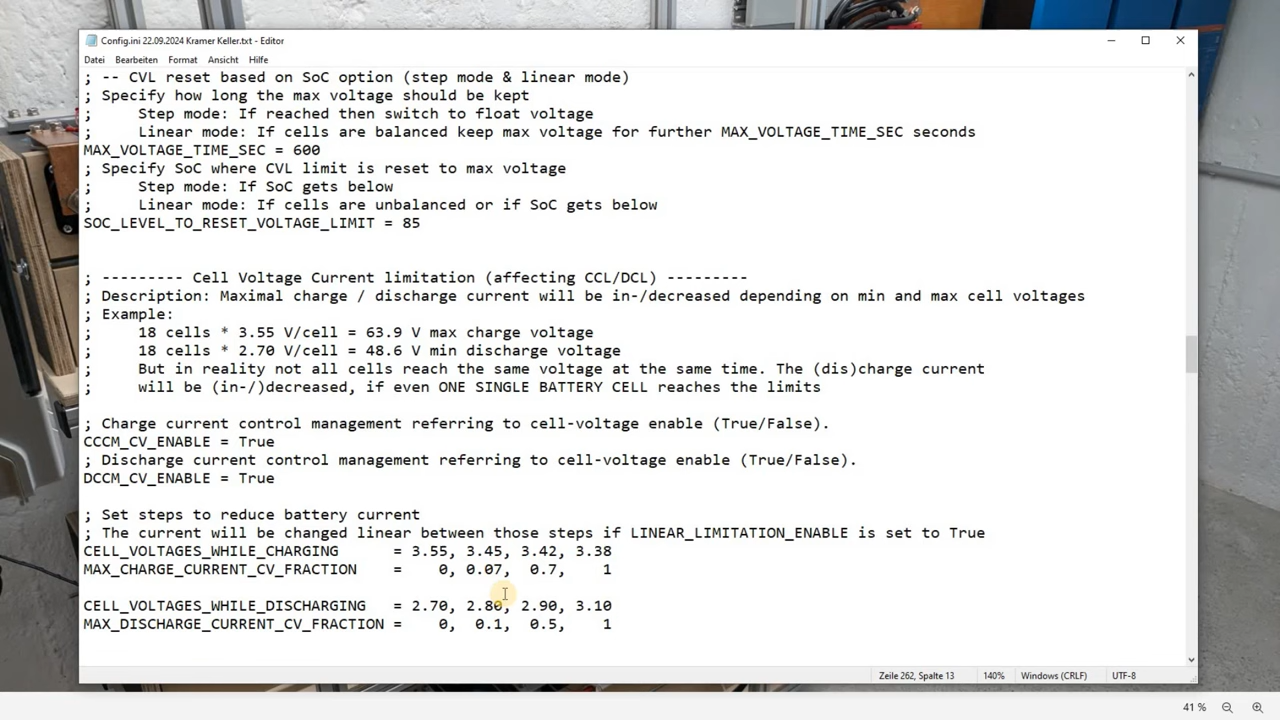 Config.ini 22.09.2024 Kramer Keller.txt - Editor
Datei Bearbeiten Format Ansicht Hilfe
; -- CVL reset based on SoC option (step mode & linear mode)
; Specify how long the max voltage should be kept
;     Step mode: If reached then switch to float voltage
;     Linear mode: If cells are balanced keep max voltage for further MAX_VOLTAGE_TIME_SEC seconds
MAX_VOLTAGE_TIME_SEC = 600
; Specify SoC where CVL limit is reset to max voltage
;     Step mode: If SoC gets below
;     Linear mode: If cells are unbalanced or if SoC gets below
SOC_LEVEL_TO_RESET_VOLTAGE_LIMIT = 85
; --------- Cell Voltage Current limitation (affecting CCL/DCL) ---------
; Description: Maximal charge / discharge current will be in-/decreased depending on min and max cell voltages
; Example:
;     18 cells * 3.55 V/cell = 63.9 V max charge voltage
;     18 cells * 2.70 V/cell = 48.6 V min discharge voltage
;     But in reality not all cells reach the same voltage at the same time. The (dis)charge current
;     will be (in-/)decreased, if even ONE SINGLE BATTERY CELL reaches the limits
; Charge current control management referring to cell-voltage enable (True/False).
CCCM_CV_ENABLE = True
; Discharge current control management referring to cell-voltage enable (True/False).
DCCM_CV_ENABLE = True
; Set steps to reduce battery current
; The current will be changed linear between those steps if LINEAR_LIMITATION_ENABLE is set to True
CELL_VOLTAGES_WHILE_CHARGING      = 3.55, 3.45, 3.42, 3.38
MAX_CHARGE_CURRENT_CV_FRACTION    =    0, 0.07,  0.7,    1
CELL_VOLTAGES_WHILE_DISCHARGING   = 2.70, 2.80, 2.90, 3.10
MAX_DISCHARGE_CURRENT_CV_FRACTION =    0,  0.1,  0.5,    1
Zeile 262, Spalte 13 140% Windows (CRLF) UTF-8
41 %